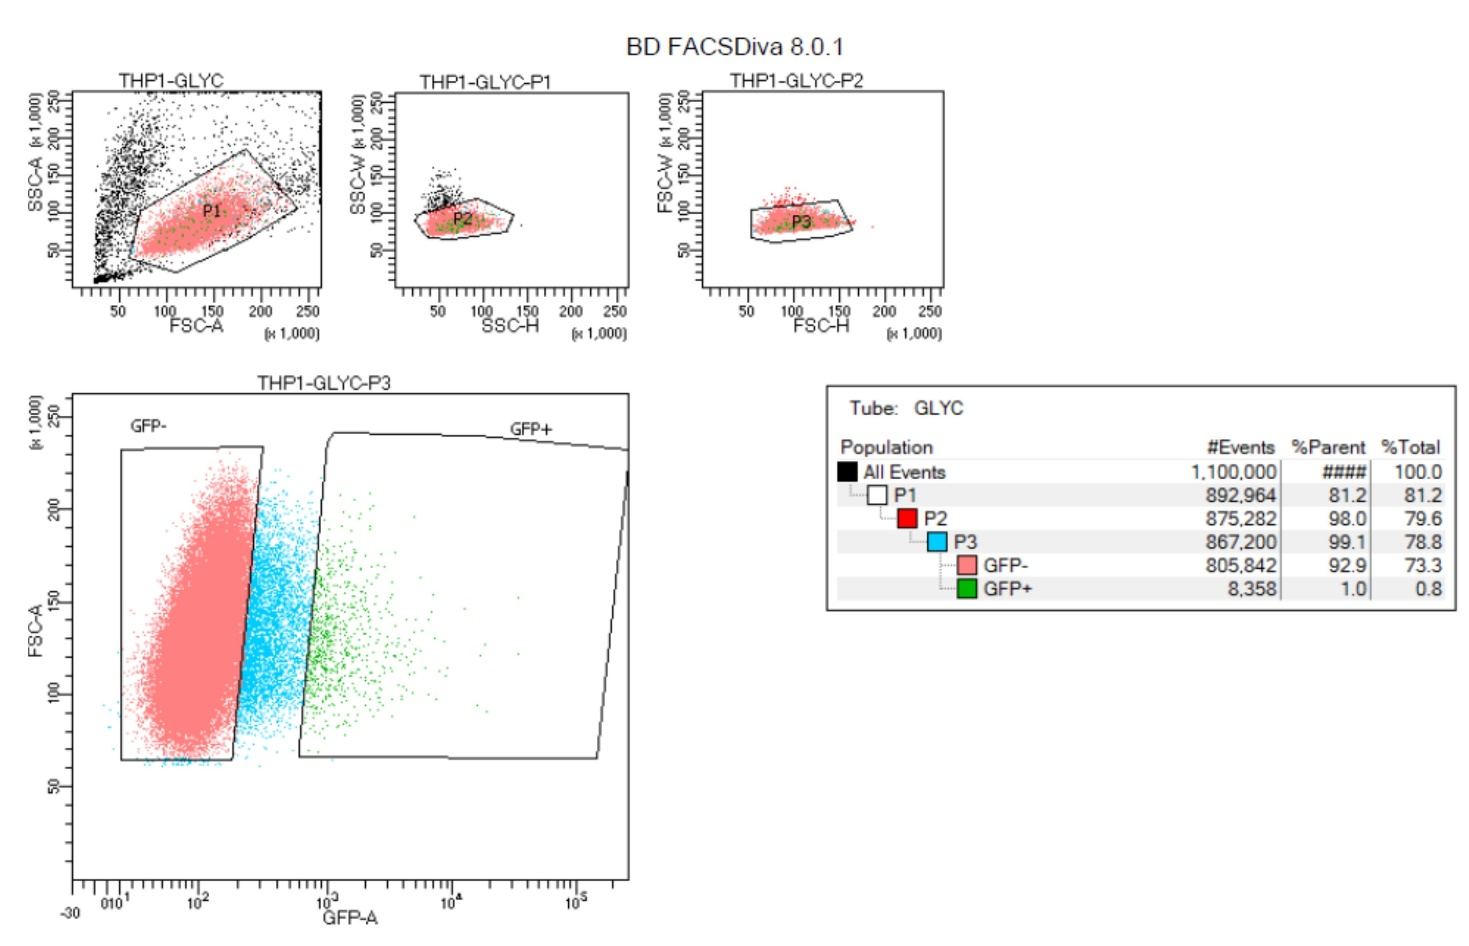 BD FACSDiva 8.0.1
THP1-GLYC
SSC-A (x 1,000)
50 100 150 200 250
P1
50 100 150 200 250
FSC-A
(x 1,000)
THP1-GLYC-P1
SSC-W (x 1,000)
50 100 150 200 250
P2
50 100 150 200 250
SSC-H
(x 1,000)
THP1-GLYC-P2
FSC-W (x 1,000)
50 100 150 200 250
P3
50 100 150 200 250
FSC-H
(x 1,000)
THP1-GLYC-P3
FSC-A (x 1,000)
50 100 150 200 250
GFP-
GFP+
-30 0 10^1 10^2 10^3 10^4 10^5
GFP-A
Tube: GLYC
Population #Events %Parent %Total
All Events 1,100,000 #### 100.0
P1 892,964 81.2 81.2
P2 875,282 98.0 79.6
P3 867,200 99.1 78.8
GFP- 805,842 92.9 73.3
GFP+ 8,358 1.0 0.8